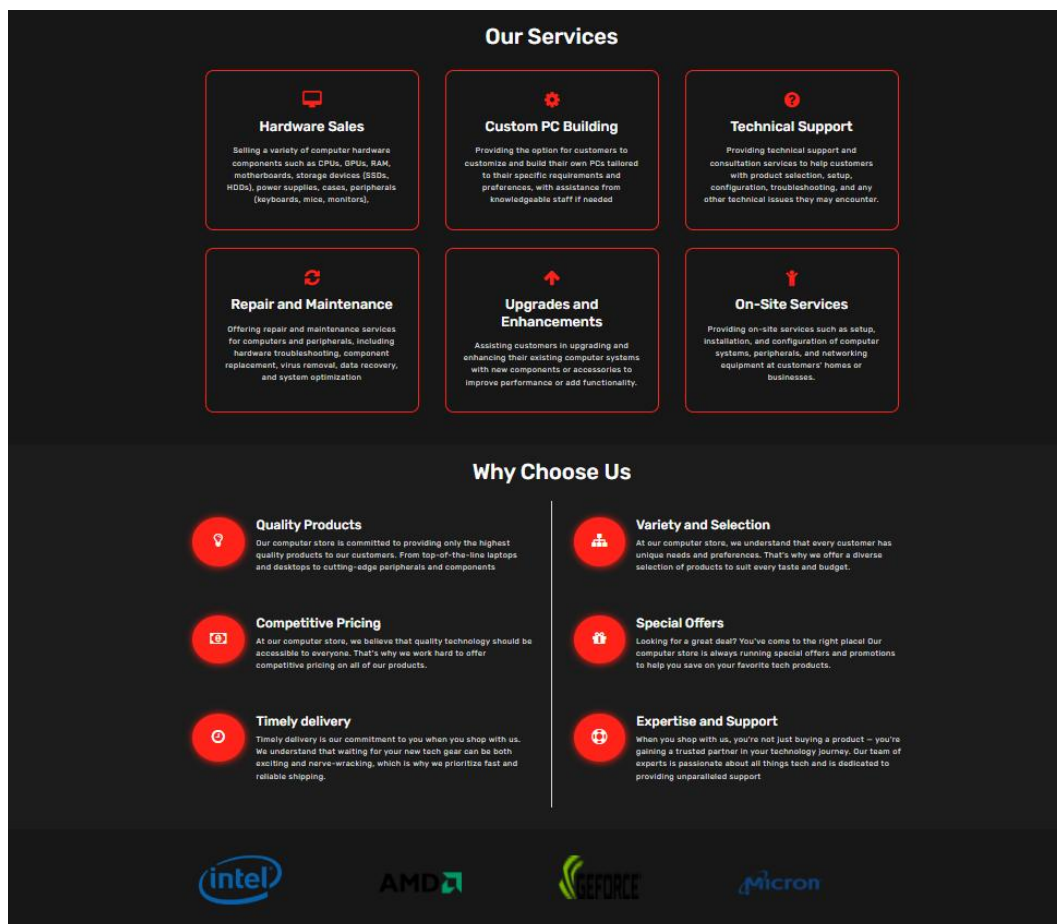 Our Services
Hardware Sales
Selling a variety of computer hardware
components such as CPUs, GPUs, RAM,
motherboards, storage devices (SSDs,
HDDs), power supplies, cases, peripherals
(keyboards, mice, monitors),
Custom PC Building
Providing the option for customers to
customize and build their own PCs tailored
to their specific requirements and
preferences, with assistance from
knowledgeable staff if needed
Technical Support
Providing technical support and
consultation services to help customers
with product selection, setup,
configuration, troubleshooting, and any
other technical issues they may encounter.
Repair and Maintenance
Offering repair and maintenance services
for computers and peripherals, including
hardware troubleshooting, component
replacement, virus removal, data recovery,
and system optimization
Upgrades and
Enhancements
Assisting customers in upgrading and
enhancing their existing computer systems
with new components or accessories to
improve performance or add functionality.
On-Site Services
Providing on-site services such as setup,
installation, and configuration of computer
systems, peripherals, and networking
equipment at customers' homes or
businesses.
Why Choose Us
Quality Products
Our computer store is committed to providing only the highest
quality products to our customers. From top-of-the-line laptops
and desktops to cutting-edge peripherals and components
Competitive Pricing
At our computer store, we believe that quality technology should be
accessible to everyone. That's why we work hard to offer
competitive pricing on all of our products.
Timely delivery
Timely delivery is our commitment to you when you shop with us.
We understand that waiting for your new tech gear can be both
exciting and nerve-wracking, which is why we prioritize fast and
reliable shipping.
Variety and Selection
At our computer store, we understand that every customer has
unique needs and preferences. That's why we offer a diverse
selection of products to suit every taste and budget.
Special Offers
Looking for a great deal? You've come to the right place! Our
computer store is always running special offers and promotions
to help you save on your favorite tech products.
Expertise and Support
When you shop with us, you're not just buying a product – you're
gaining a trusted partner in your technology journey. Our team of
experts is passionate about all things tech and is dedicated to
providing unparalleled support
intel
AMD
GEFORCE
Micron